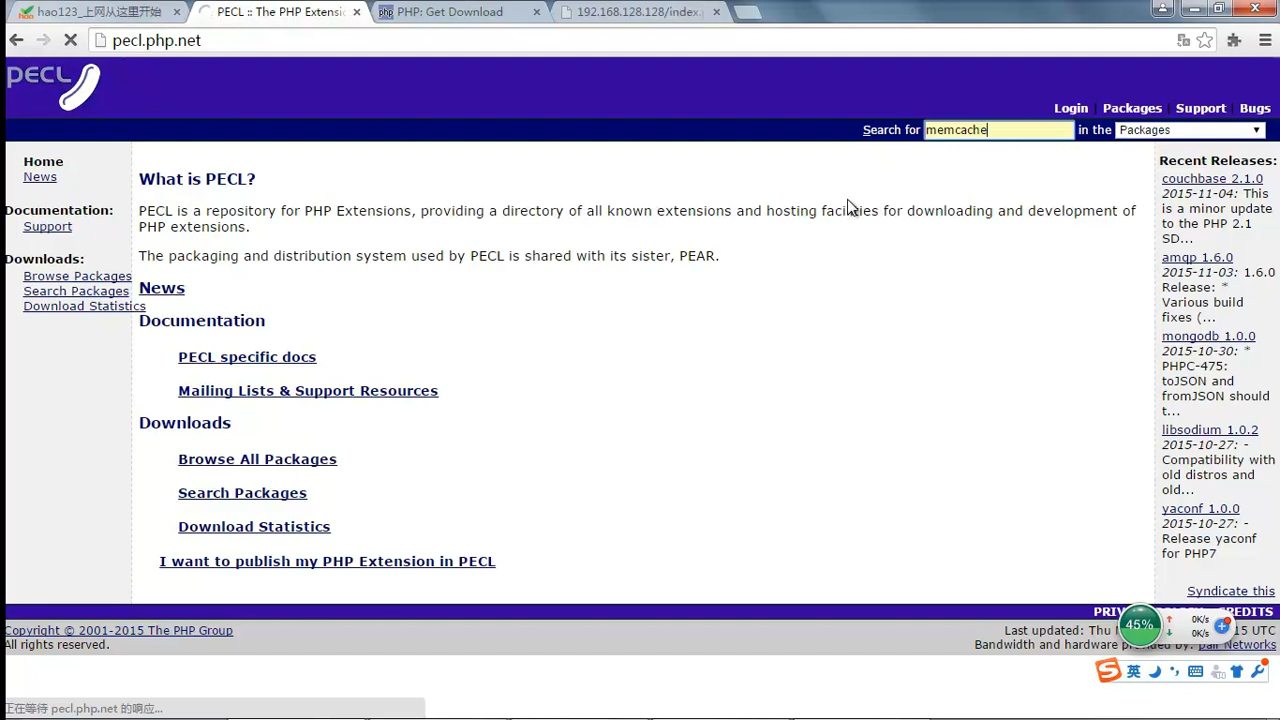 hao123_上网从这里开始
PECL :: The PHP Extensic
PHP: Get Download
192.168.128.128/index.
pecl.php.net
PECL
Login | Packages | Support | Bugs
Search for memcache in the Packages
Home
News
Documentation:
Support
Downloads:
Browse Packages
Search Packages
Download Statistics
What is PECL?
PECL is a repository for PHP Extensions, providing a directory of all known extensions and hosting facilities for downloading and development of
PHP extensions.
The packaging and distribution system used by PECL is shared with its sister, PEAR.
News
Documentation
PECL specific docs
Mailing Lists & Support Resources
Downloads
Browse All Packages
Search Packages
Download Statistics
I want to publish my PHP Extension in PECL
Recent Releases:
couchbase 2.1.0
2015-11-04: This
is a minor update
to the PHP 2.1
SD...
amqp 1.6.0
2015-11-03: 1.6.0
Release: *
Various build
fixes (...
mongodb 1.0.0
2015-10-30: *
PHPC-475:
toJSON and
fromJSON should
t...
libsodium 1.0.2
2015-10-27: -
Compatibility with
old distros and
old...
yaconf 1.0.0
2015-10-27: -
Release yaconf
for PHP7
Syndicate this
CREDITS
Copyright © 2001-2015 The PHP Group
All rights reserved.
Last updated: Thu
15 UTC
Bandwidth and hardware provided by: pair Networks
45%
0K/s
0K/s
英
正在等待 pecl.php.net 的响应...